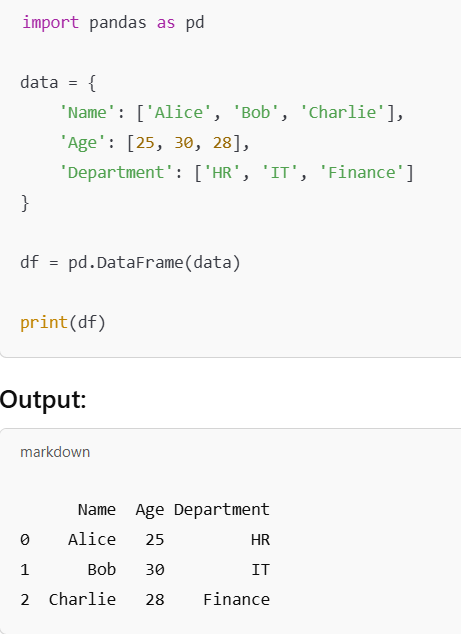 import pandas as pd
data = {
    'Name': ['Alice', 'Bob', 'Charlie'],
    'Age': [25, 30, 28],
    'Department': ['HR', 'IT', 'Finance']
}
df = pd.DataFrame(data)
print(df)
Output:
markdown
      Name  Age Department
0    Alice   25         HR
1      Bob   30         IT
2  Charlie   28    Finance